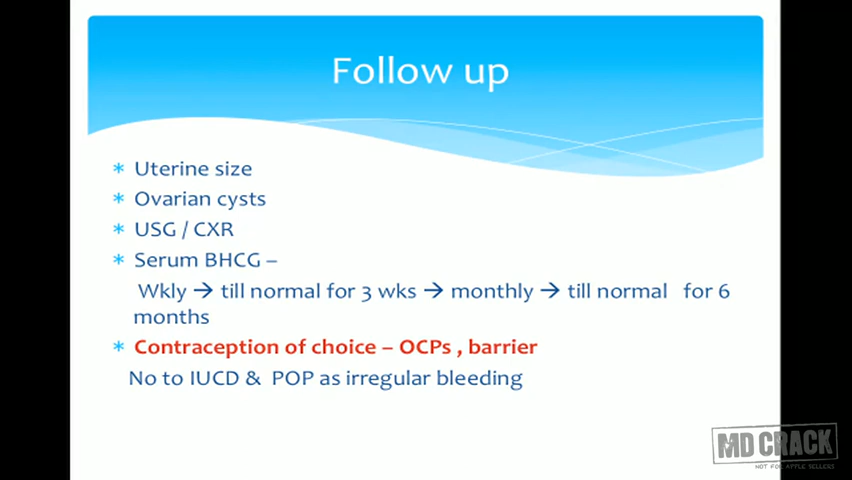 Follow up
* Uterine size
* Ovarian cysts
* USG / CXR
* Serum BHCG –
Wkly → till normal for 3 wks → monthly → till normal for 6
months
* Contraception of choice – OCPs , barrier
No to IUCD & POP as irregular bleeding
MD CRACK
NOT FOR APPLE SELLERS